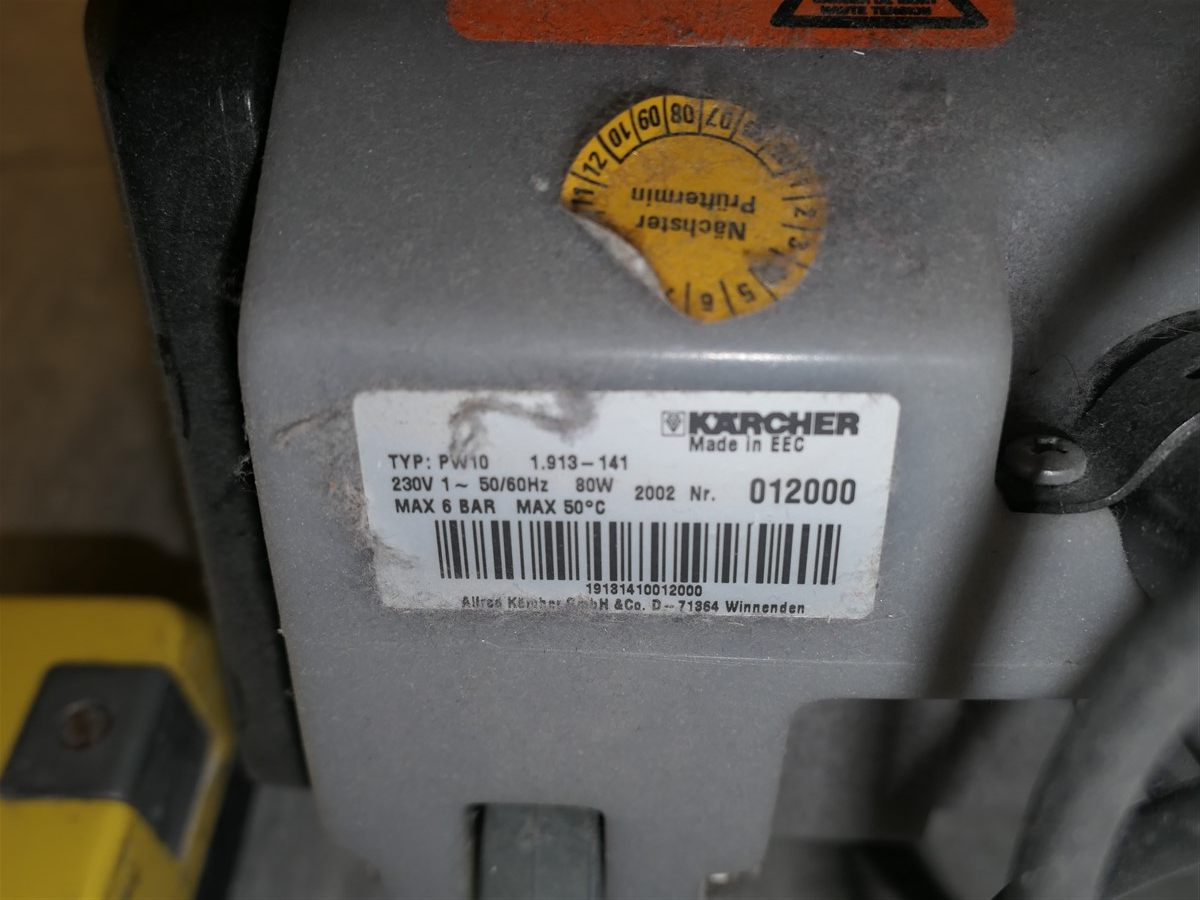 07 08 09 10 12 11
Nächster
Prüftermin
2 3 5 6
KÄRCHER
Made in EEC
TYP: PW10 1.913-141
230V 1~ 50/60Hz 80W 2002 Nr. 012000
MAX 6 BAR MAX 50°C
19131410012000
Alfred Kärcher GmbH &Co. D-71364 Winnenden